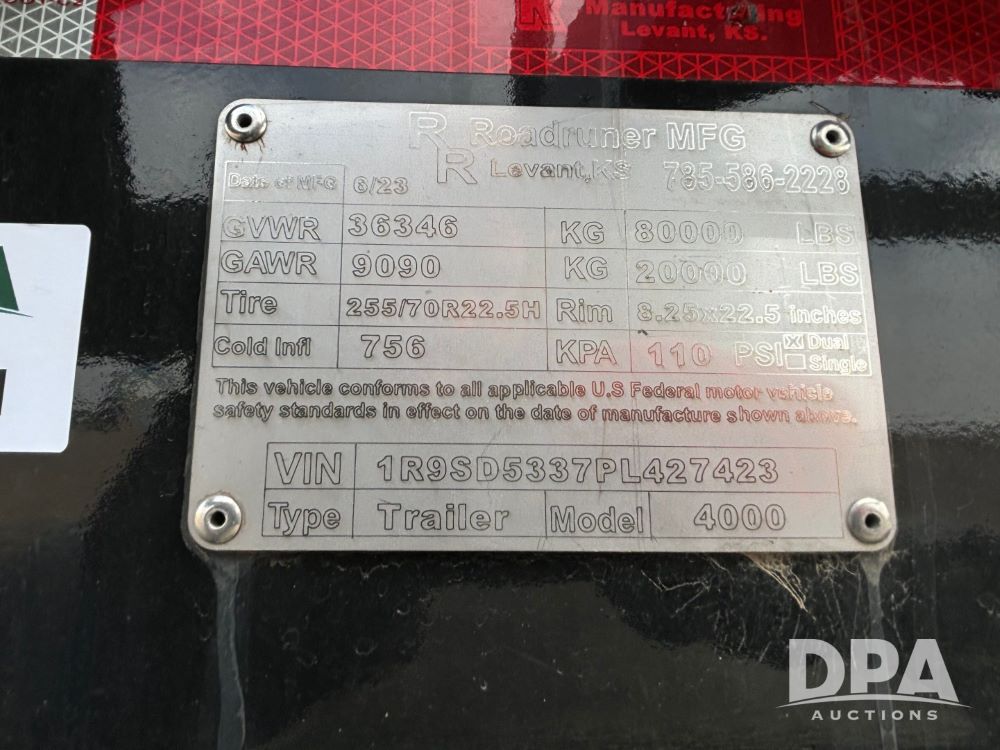 R Manufacturing
Levant, KS.
R R Roadruner MFG
Levant,KS 785-586-2228
Date of MFG 6/23
GVWR 36346 KG 80000 LBS
GAWR 9090 KG 20000 LBS
Tire 255/70R22.5H Rim 8.25x22.5 inches
Cold Infl 756 KPA 110 PSI X Dual
Single
This vehicle conforms to all applicable U.S Federal motor vehicle
safety standards in effect on the date of manufacture shown above.
VIN 1R9SD5337PL427423
Type Trailer Model 4000
DPA
AUCTIONS